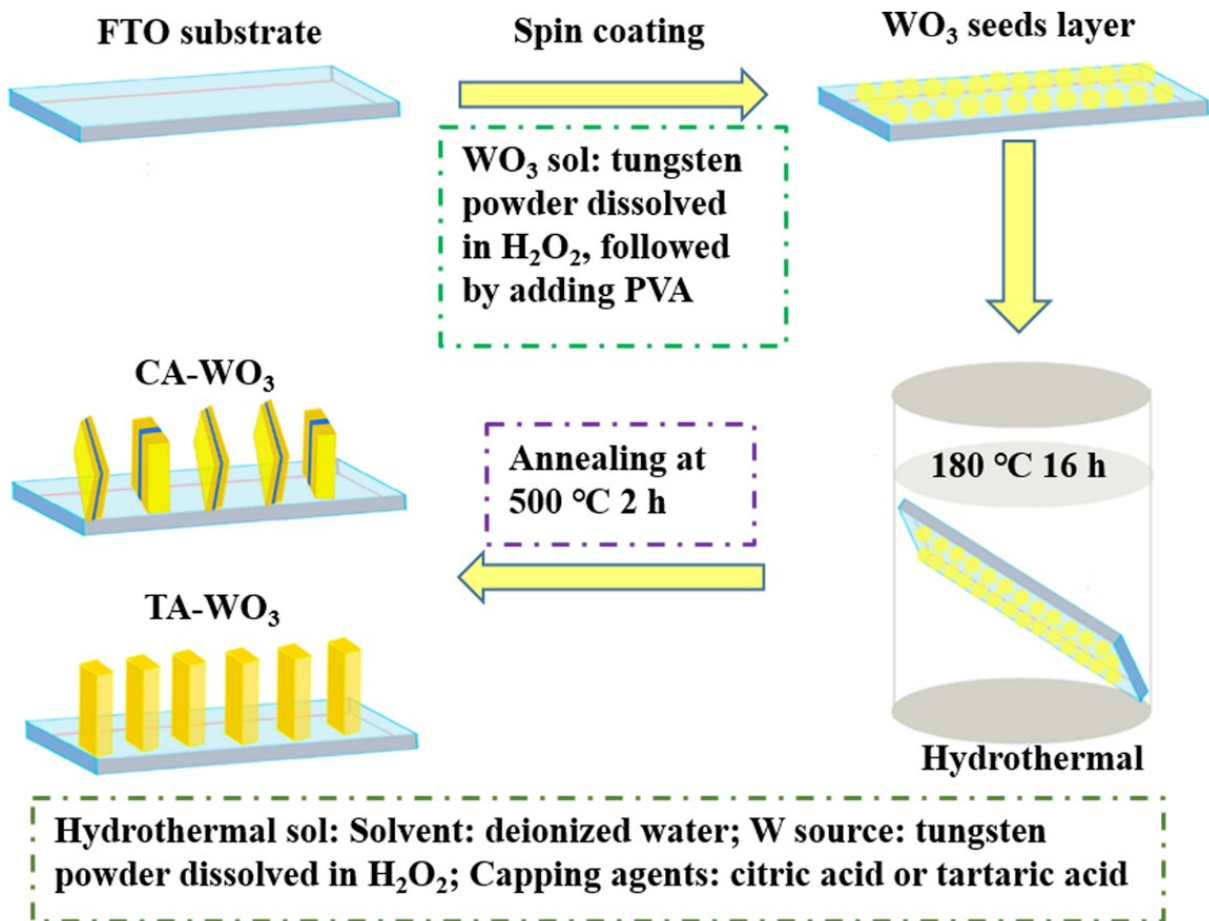 FTO substrate
Spin coating
WO₃ seeds layer
WO₃ sol: tungsten
powder dissolved
in H₂O₂, followed
by adding PVA
CA-WO₃
Annealing at
500 ℃ 2 h
180 ℃ 16 h
TA-WO₃
Hydrothermal
Hydrothermal sol: Solvent: deionized water; W source: tungsten
powder dissolved in H₂O₂; Capping agents: citric acid or tartaric acid